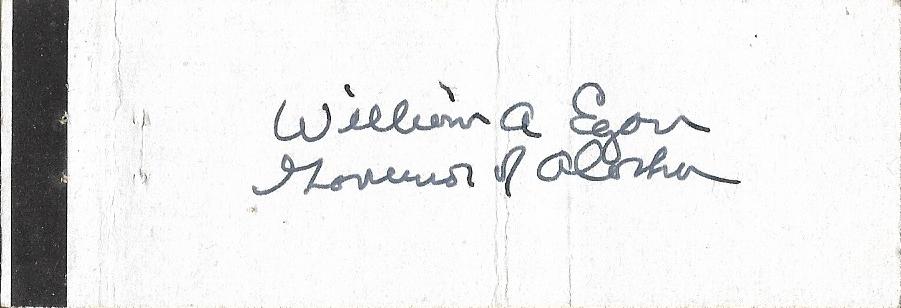 William A Egan
Governor of Alaska